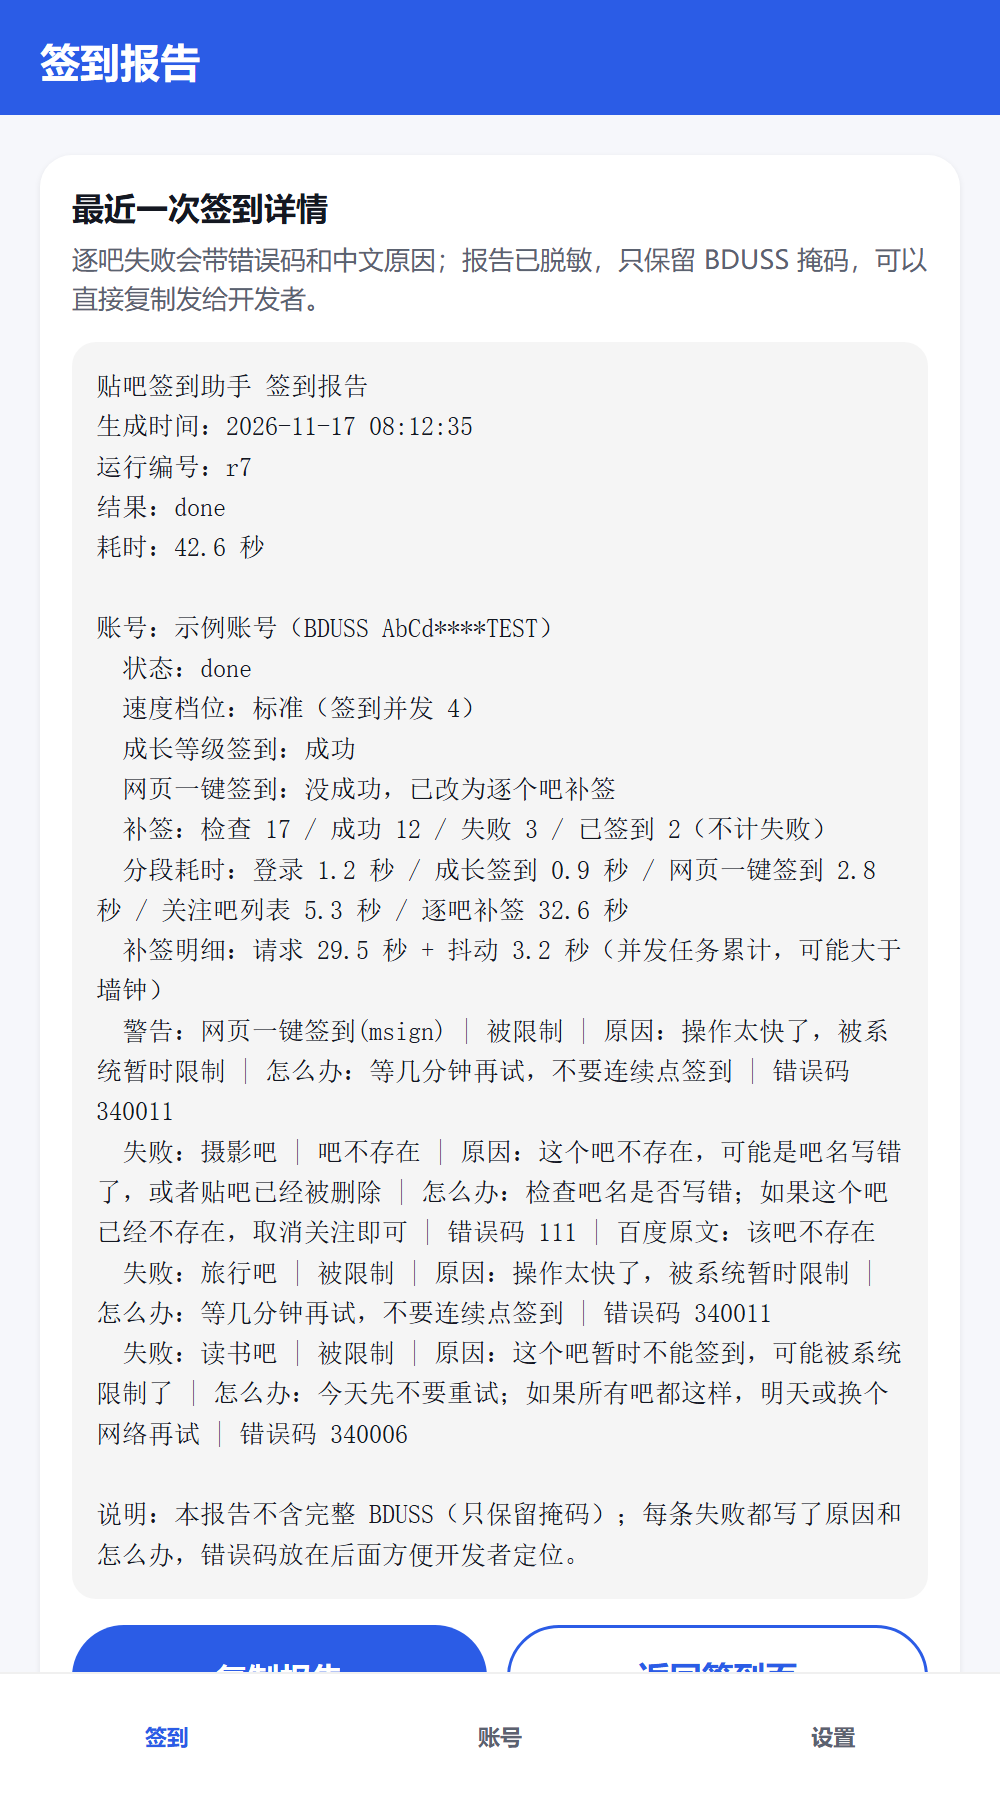 签到报告
最近一次签到详情
逐吧失败会带错误码和中文原因；报告已脱敏，只保留 BDUSS 掩码，可以
直接复制发给开发者。
贴吧签到助手 签到报告
生成时间：2026-11-17 08:12:35
运行编号：r7
结果：done
耗时：42.6 秒
账号：示例账号（BDUSS AbCd****TEST）
状态：done
速度档位：标准（签到并发 4）
成长等级签到：成功
网页一键签到：没成功，已改为逐个吧补签
补签：检查 17 / 成功 12 / 失败 3 / 已签到 2（不计失败）
分段耗时：登录 1.2 秒 / 成长签到 0.9 秒 / 网页一键签到 2.8
秒 / 关注吧列表 5.3 秒 / 逐吧补签 32.6 秒
补签明细：请求 29.5 秒 + 抖动 3.2 秒（并发任务累计，可能大于
墙钟）
警告：网页一键签到(msign) | 被限制 | 原因：操作太快了，被系
统暂时限制 | 怎么办：等几分钟再试，不要连续点签到 | 错误码
340011
失败：摄影吧 | 吧不存在 | 原因：这个吧不存在，可能是吧名写错
了，或者贴吧已经被删除 | 怎么办：检查吧名是否写错；如果这个吧
已经不存在，取消关注即可 | 错误码 111 | 百度原文：该吧不存在
失败：旅行吧 | 被限制 | 原因：操作太快了，被系统暂时限制 |
怎么办：等几分钟再试，不要连续点签到 | 错误码 340011
失败：读书吧 | 被限制 | 原因：这个吧暂时不能签到，可能被系统
限制了 | 怎么办：今天先不要重试；如果所有吧都这样，明天或换个
网络再试 | 错误码 340006
说明：本报告不含完整 BDUSS（只保留掩码）；每条失败都写了原因和
怎么办，错误码放在后面方便开发者定位。
复制报告
返回签到页
签到
账号
设置